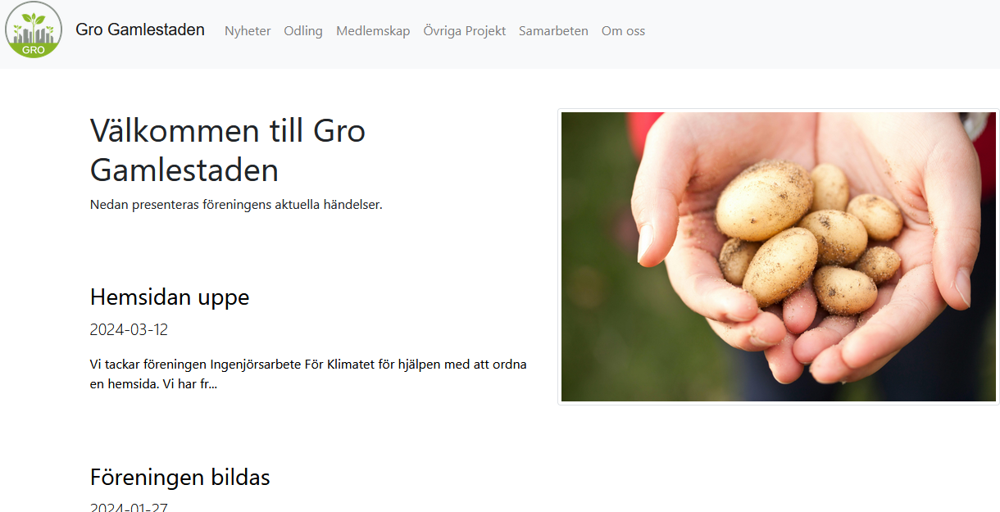 GRO
Gro Gamlestaden
Nyheter Odling Medlemskap Övriga Projekt Samarbeten Om oss
Välkommen till Gro
Gamlestaden
Nedan presenteras föreningens aktuella händelser.
Hemsidan uppe
2024-03-12
Vi tackar föreningen Ingenjörsarbete För Klimatet för hjälpen med att ordna
en hemsida. Vi har fr...
Föreningen bildas
2024-01-27